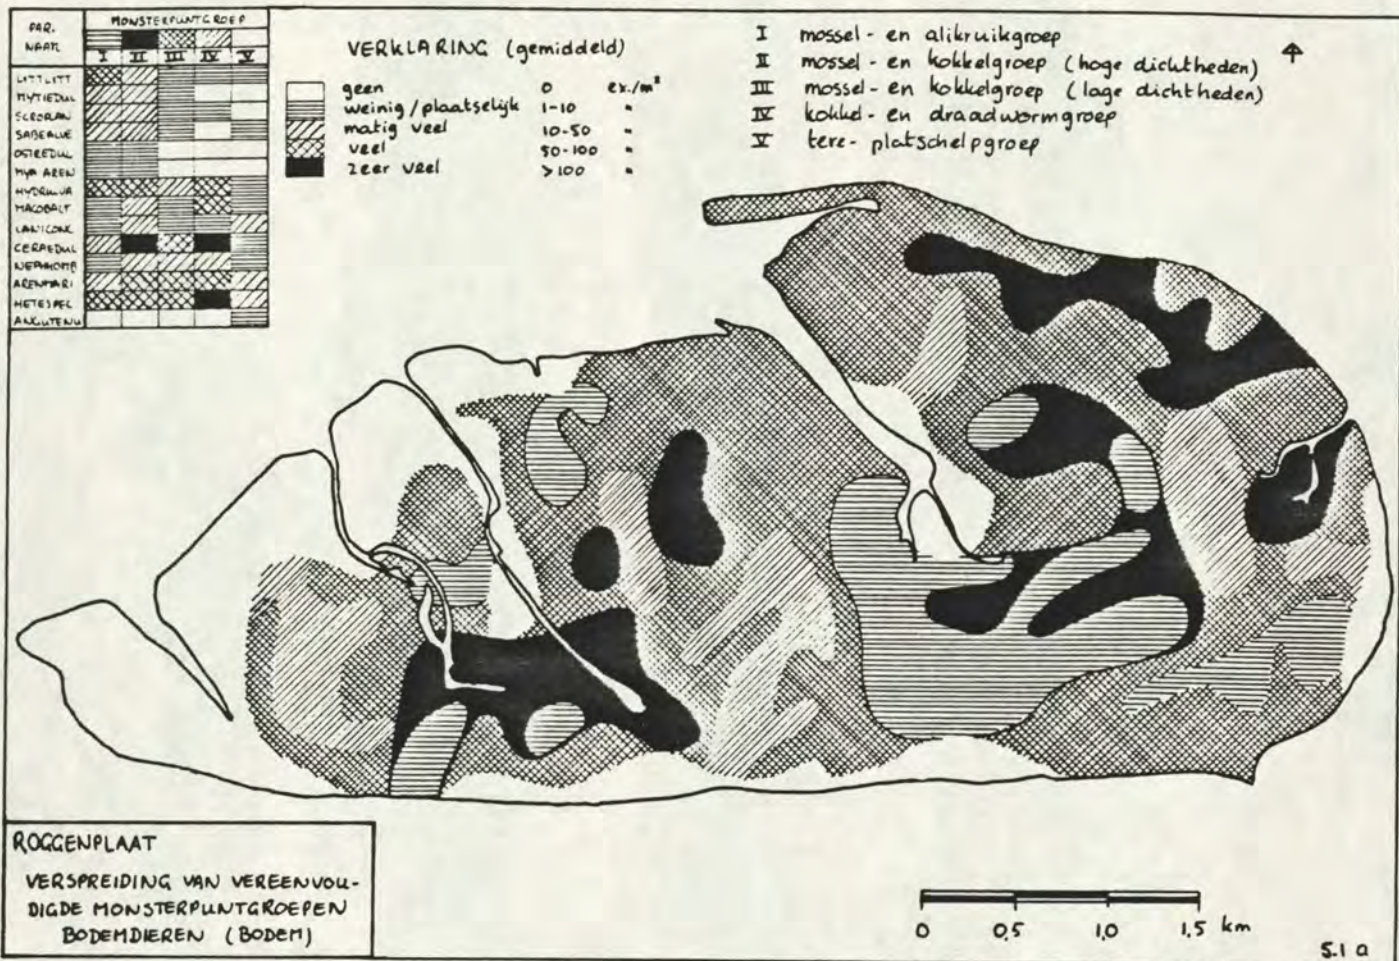 PAR. NAAM
MONSTERPUNTGROEP
I II III IV V
LITTLITT
MYTIEDUL
SCROPLAN
SABEALVE
OSTREDUL
MYA AREN
HYDRULVA
MACOBALT
LANICONC
CERAEDUL
NEPHHOMB
ARENMARI
HETESPEC
ANGUTENU
VERKLARING (gemiddeld)
geen 0 ex./m²
weinig/plaatselijk 1-10 "
matig veel 10-50 "
veel 50-100 "
zeer veel >100 "
I mossel- en alikruikgroep
II mossel- en kokkelgroep (hoge dichtheden)
III mossel- en kokkelgroep (lage dichtheden)
IV kokkel- en draadwormgroep
V tere-platschelpgroep
ROGGENPLAAT
VERSPREIDING VAN VEREENVOU-
DIGDE MONSTERPUNTGROEPEN
BODEMDIEREN (BODEM)
0 0,5 1,0 1,5 km
5.1 a